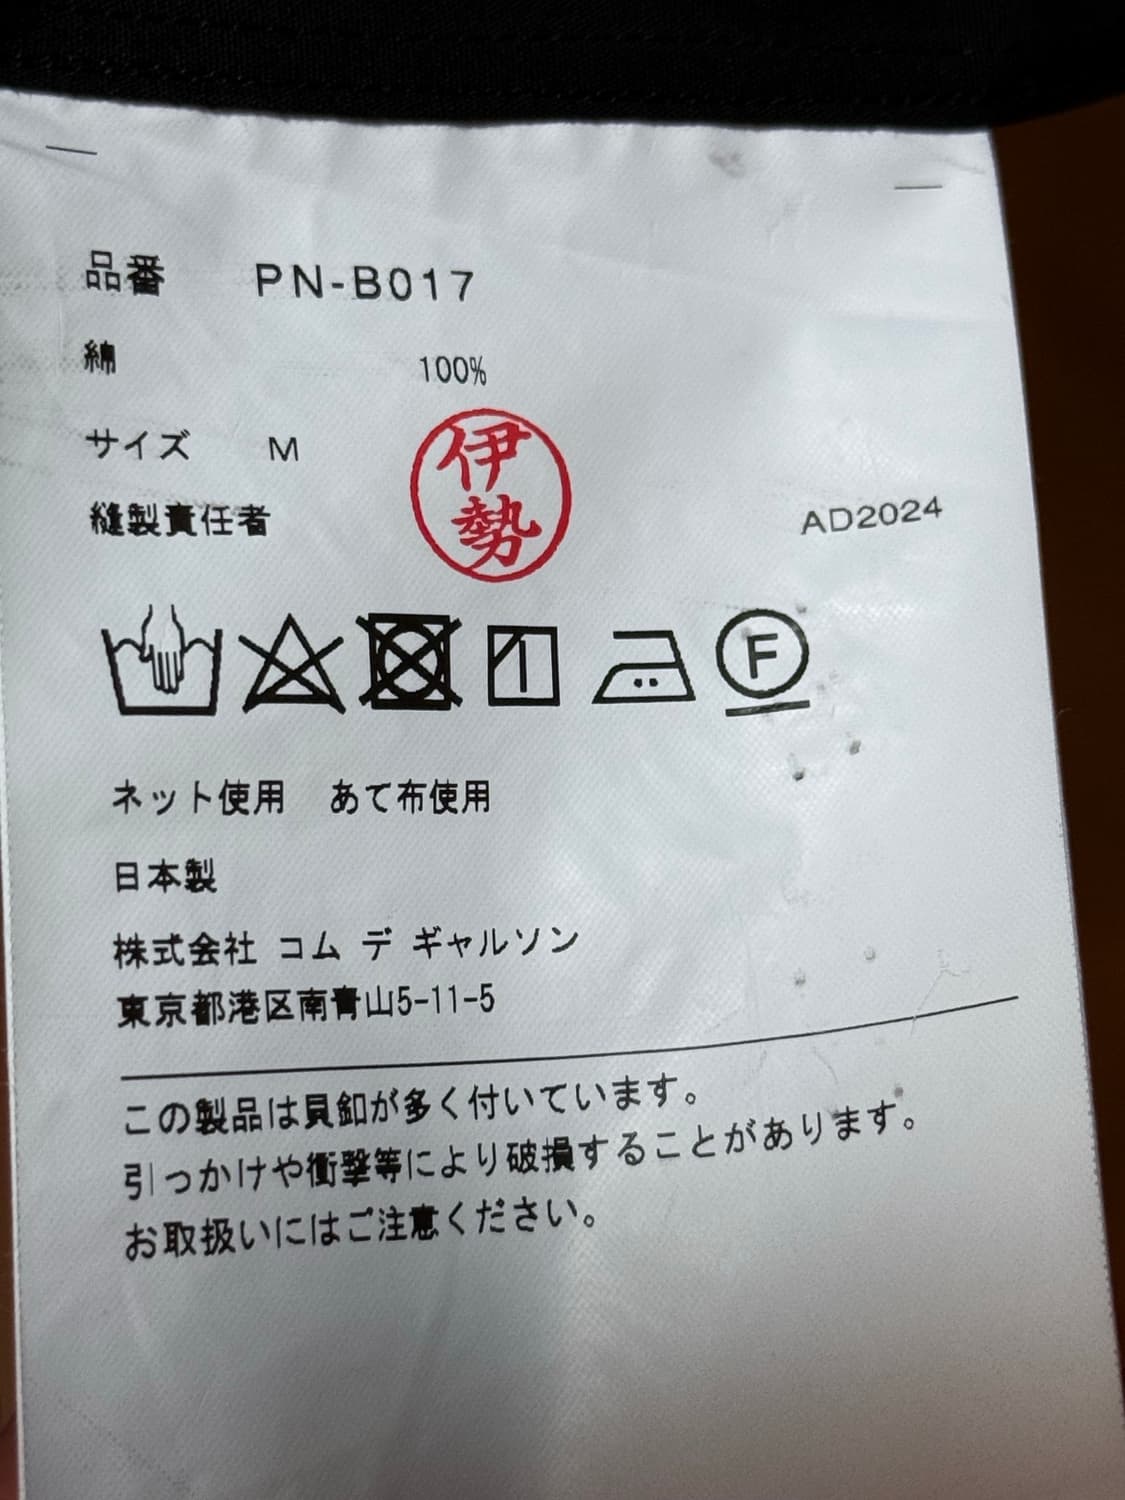 品番 PN-B017
綿 100%
サイズ M
伊勢
縫製責任者 AD2024
F
ネット使用 あて布使用
日本製
株式会社 コム デ ギャルソン
東京都港区南青山5-11-5
この製品は貝釦が多く付いています。
引っかけや衝撃等により破損することがあります。
お取扱いにはご注意ください。